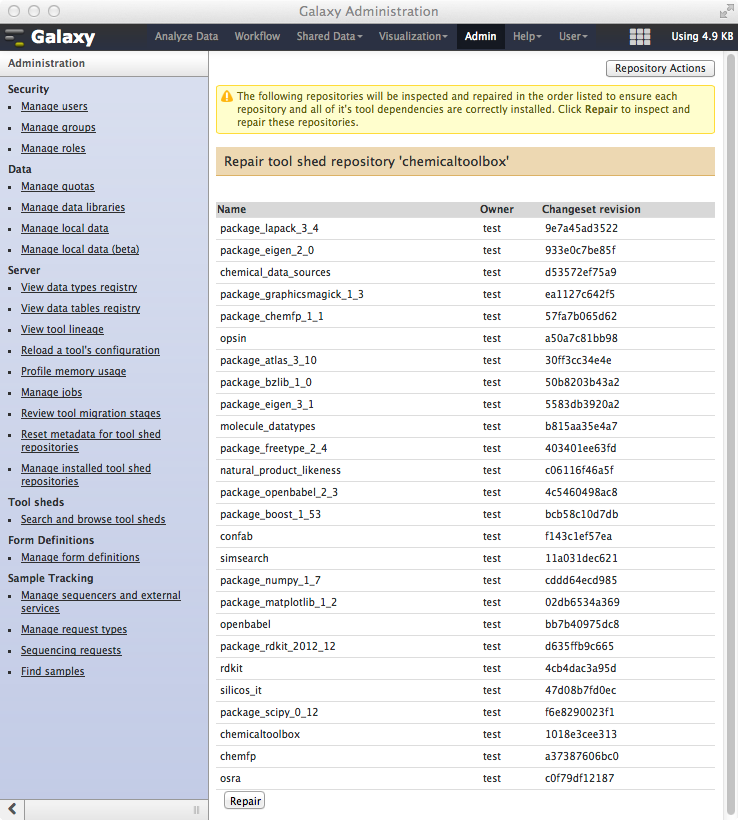 Galaxy Administration
Galaxy Analyze Data Workflow Shared Data Visualization Admin Help User Using 4.9 KB
Administration
Security
Manage users
Manage groups
Manage roles
Data
Manage quotas
Manage data libraries
Manage local data
Manage local data (beta)
Server
View data types registry
View data tables registry
View tool lineage
Reload a tool's configuration
Profile memory usage
Manage jobs
Review tool migration stages
Reset metadata for tool shed
repositories
Manage installed tool shed
repositories
Tool sheds
Search and browse tool sheds
Form Definitions
Manage form definitions
Sample Tracking
Manage sequencers and external
services
Manage request types
Sequencing requests
Find samples
Repository Actions
The following repositories will be inspected and repaired in the order listed to ensure each
repository and all of it's tool dependencies are correctly installed. Click Repair to inspect and
repair these repositories.
Repair tool shed repository 'chemicaltoolbox'
Name Owner Changeset revision
package_lapack_3_4 test 9e7a45ad3522
package_eigen_2_0 test 933e0c7be85f
chemical_data_sources test d53572ef75a9
package_graphicsmagick_1_3 test ea1127c642f5
package_chemfp_1_1 test 57fa7b065d62
opsin test a50a7c81bb98
package_atlas_3_10 test 30ff3cc34e4e
package_bzlib_1_0 test 50b8203b43a2
package_eigen_3_1 test 5583db3920a2
molecule_datatypes test b815aa35e4a7
package_freetype_2_4 test 403401ee63fd
natural_product_likeness test c06116f46a5f
package_openbabel_2_3 test 4c5460498ac8
package_boost_1_53 test bcb58c10d7db
confab test f143c1ef57ea
simsearch test 11a031dec621
package_numpy_1_7 test cddd64ecd985
package_matplotlib_1_2 test 02db6534a369
openbabel test bb7b40975dc8
package_rdkit_2012_12 test d635ffb9c665
rdkit test 4cb4dac3a95d
silicos_it test 47d08b7fd0ec
package_scipy_0_12 test f6e8290023f1
chemicaltoolbox test 1018e3cee313
chemfp test a37387606bc0
osra test c0f79df12187
Repair